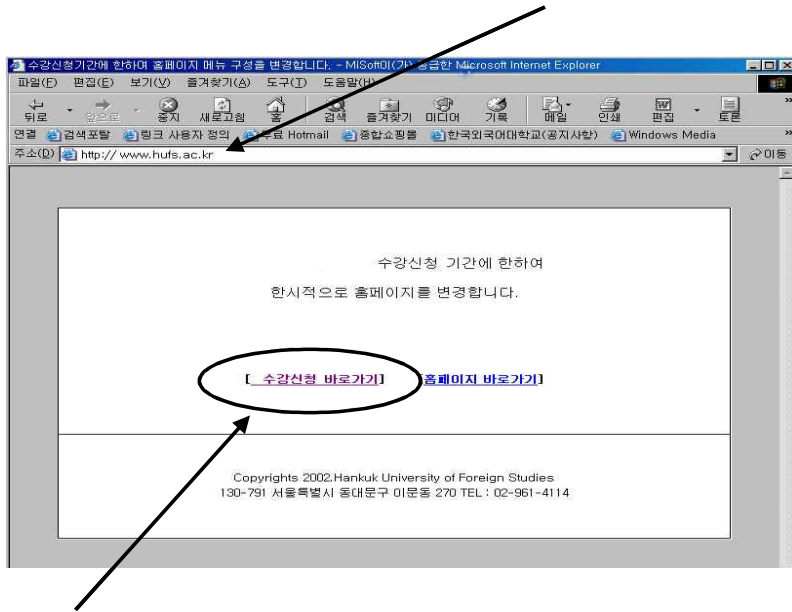 수강신청기간에 한하여 홈페이지 메뉴 구성을 변경합니다. - MiSoft이(가) 공급한 Microsoft Internet Explorer
파일(F) 편집(E) 보기(V) 즐겨찾기(A) 도구(T) 도움말(H)
뒤로 앞으로 중지 새로고침 홈 검색 즐겨찾기 미디어 기록 메일 인쇄 편집 토론
연결 검색포탈 링크 사용자 정의 무료 Hotmail 종합쇼핑몰 한국외국어대학교(공지사항) Windows Media
주소(D) http:// www.hufs.ac.kr 이동
수강신청 기간에 한하여
한시적으로 홈페이지를 변경합니다.
[ 수강신청 바로가기] [홈페이지 바로가기]
Copyrights 2002.Hankuk University of Foreign Studies
130-791 서울특별시 동대문구 이문동 270 TEL : 02-961-4114